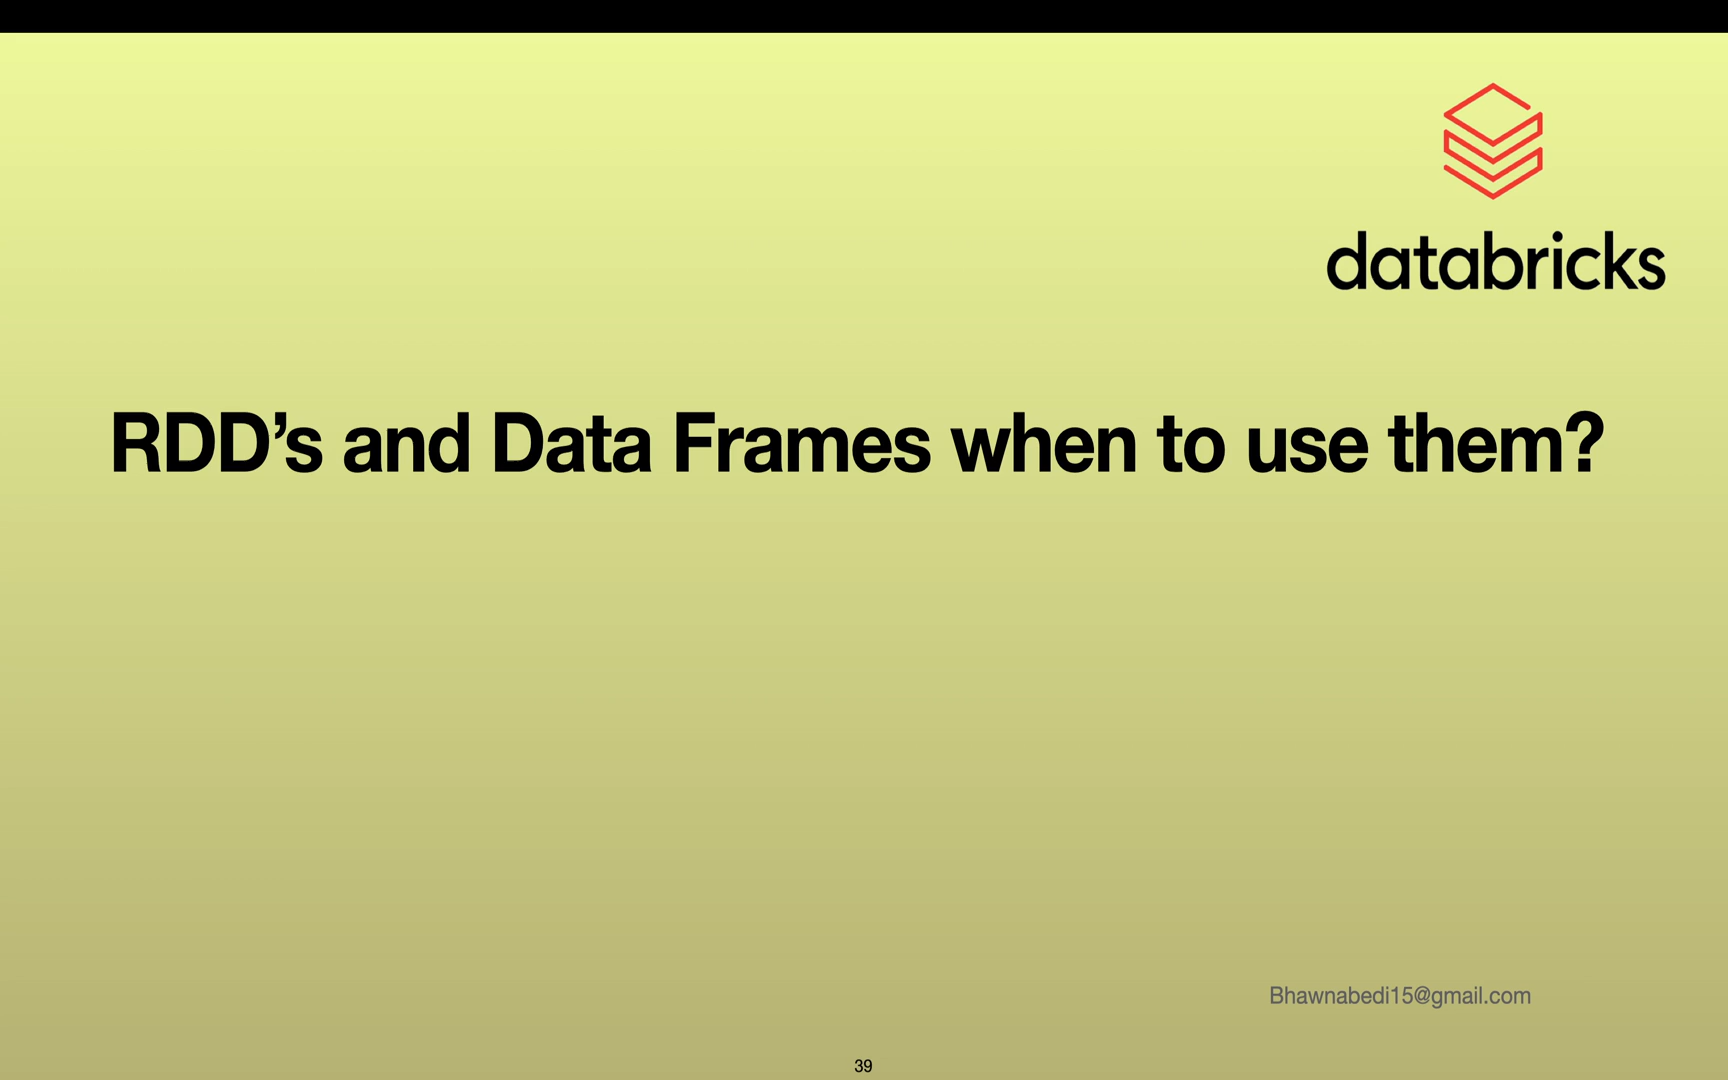 databricks
RDD’s and Data Frames when to use them?
Bhawnabedi15@gmail.com
39